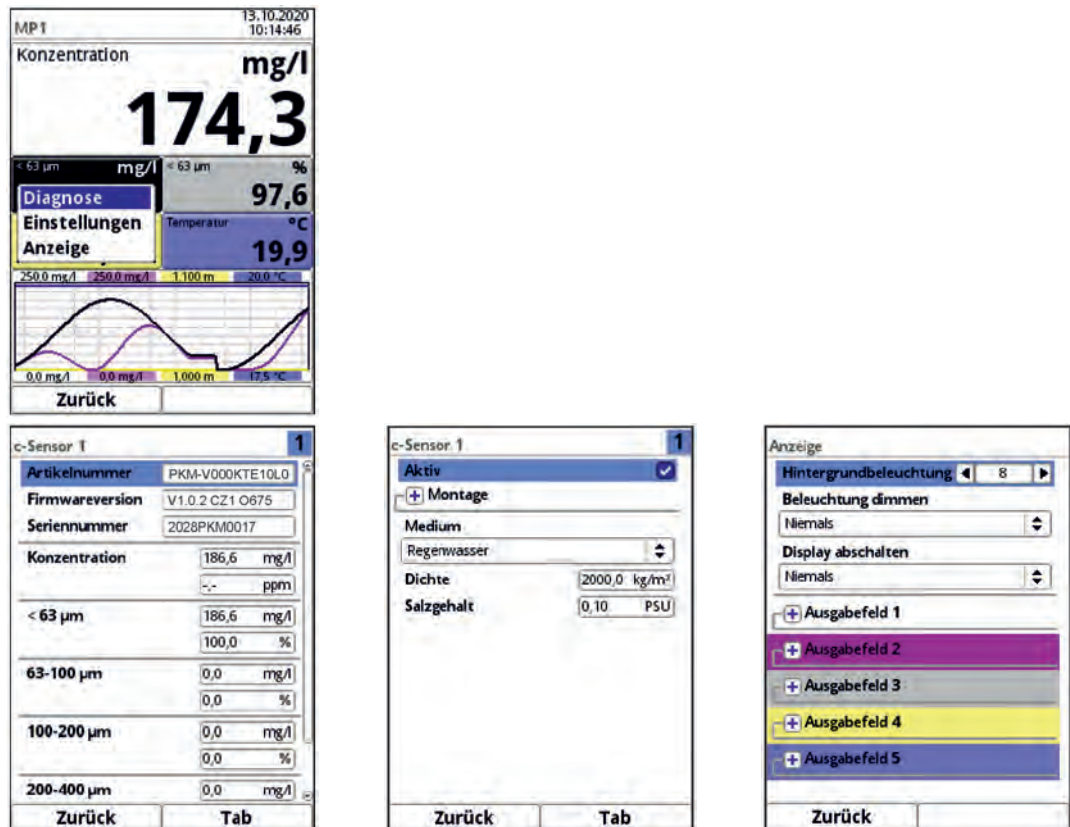 MP1
13.10.2020
10:14:46
Konzentration
mg/l
174,3
< 63 µm mg/l
< 63 µm %
97,6
Diagnose
Einstellungen
Anzeige
Temperatur °C
19,9
250,0 mg/l 250,0 mg/l 1,100 m 20,0 °C
0,0 mg/l 0,0 mg/l 1,000 m 17,5 °C
Zurück
c-Sensor 1 1
Artikelnummer PKM-V000KTE10L0
Firmwareversion V1.0.2 CZ1 O675
Seriennummer 2028PKM0017
Konzentration 186,6 mg/l
-,- ppm
< 63 µm 186,6 mg/l
100,0 %
63-100 µm 0,0 mg/l
0,0 %
100-200 µm 0,0 mg/l
0,0 %
200-400 µm 0,0 mg/l
Zurück Tab
c-Sensor 1 1
Aktiv
Montage
Medium
Regenwasser
Dichte 2000,0 kg/m³
Salzgehalt 0,10 PSU
Zurück Tab
Anzeige
Hintergrundbeleuchtung 8
Beleuchtung dimmen
Niemals
Display abschalten
Niemals
Ausgabefeld 1
Ausgabefeld 2
Ausgabefeld 3
Ausgabefeld 4
Ausgabefeld 5
Zurück